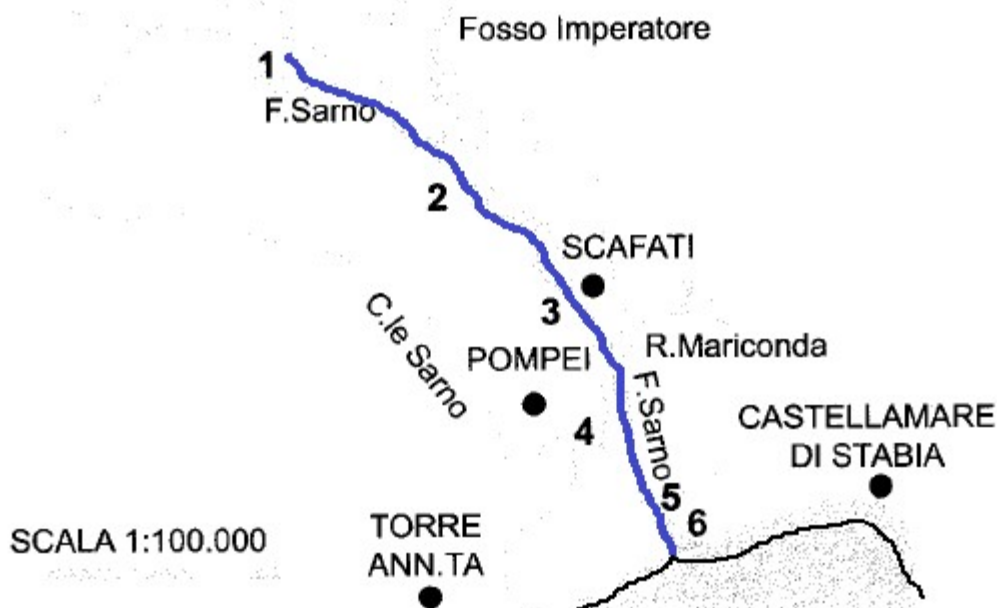 Fosso Imperatore
1
F.Sarno
2
SCAFATI
3
C.le Sarno
R.Mariconda
POMPEI
F.Sarno
4
CASTELLAMARE
DI STABIA
5
6
SCALA 1:100.000
TORRE
ANN.TA